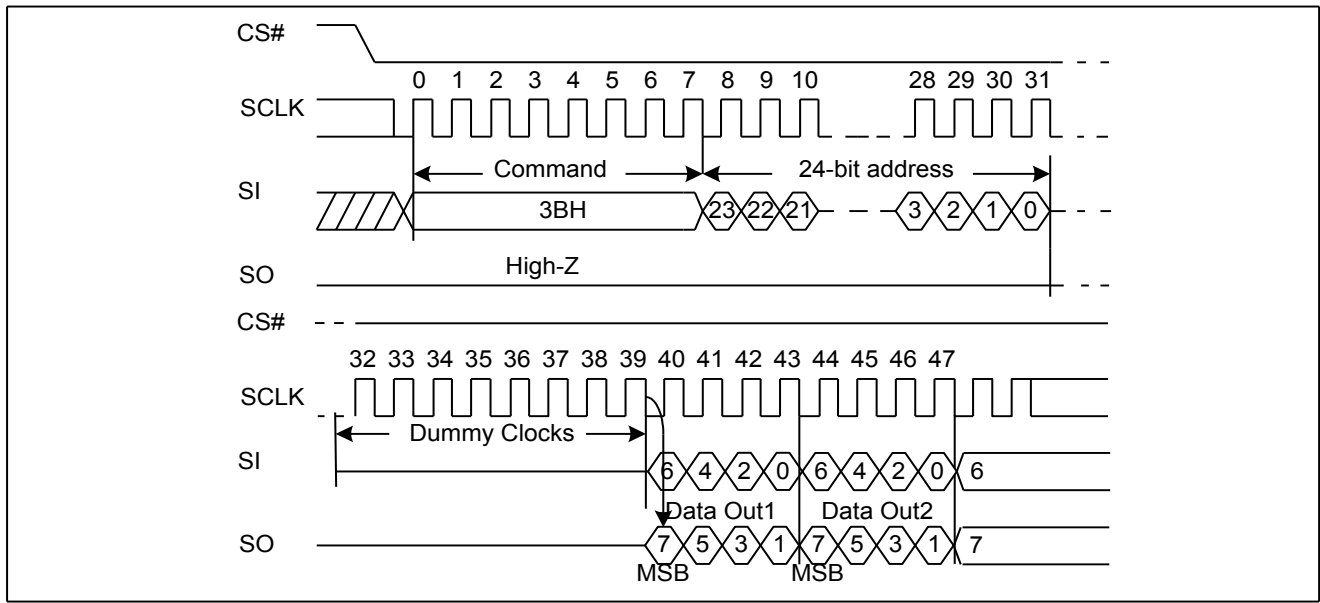 CS#
0 1 2 3 4 5 6 7 8 9 10 28 29 30 31
SCLK
Command 24-bit address
SI
3BH 23 22 21 3 2 1 0
High-Z
SO
CS#
32 33 34 35 36 37 38 39 40 41 42 43 44 45 46 47
SCLK
Dummy Clocks
SI 6 4 2 0 6 4 2 0 6
Data Out1 Data Out2
SO 7 5 3 1 7 5 3 1 7
MSB MSB